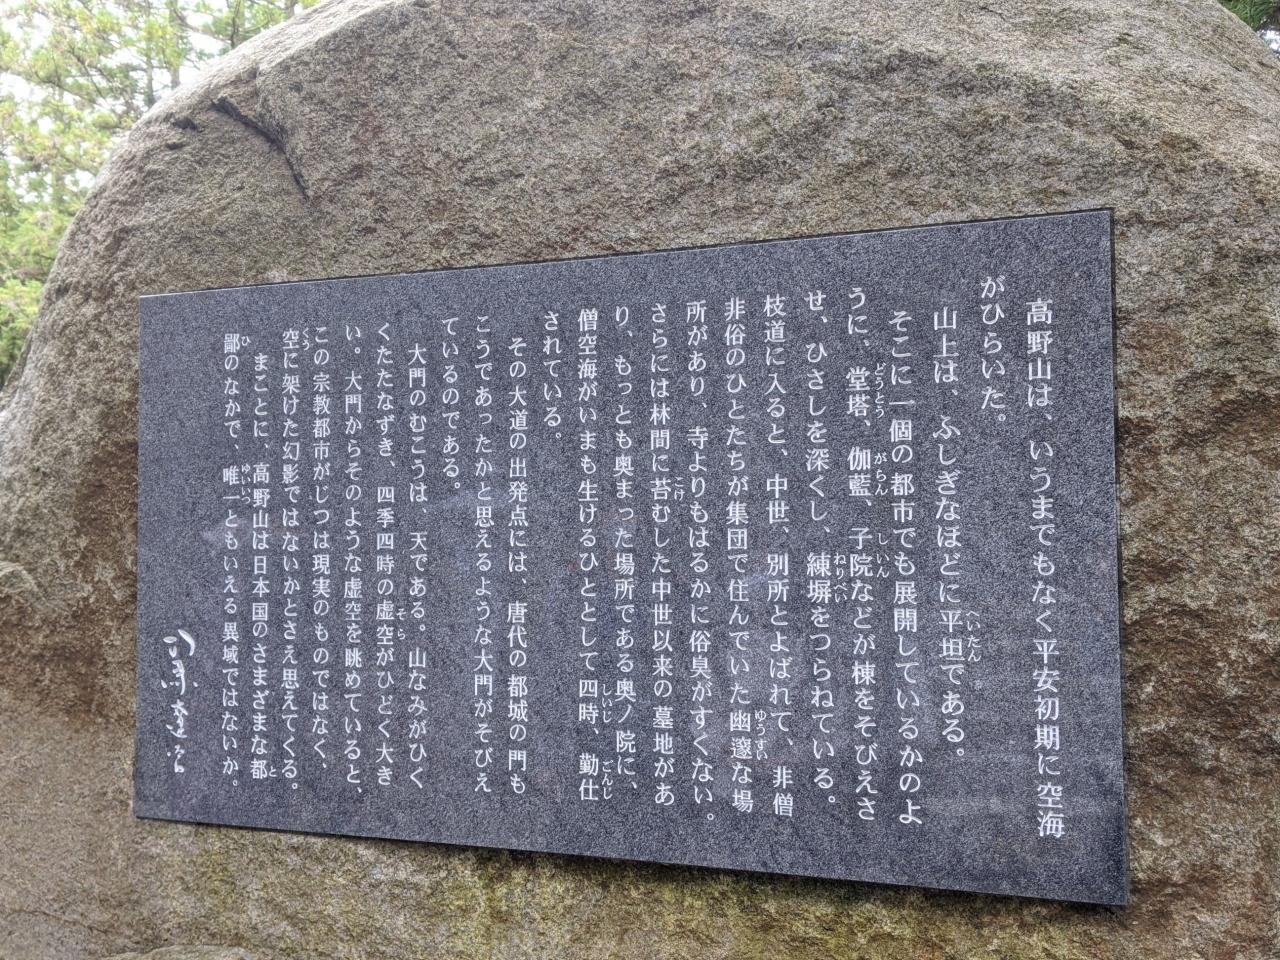 高野山は、いうまでもなく平安初期に空海
がひらいた。
山上は、ふしぎなほどに平坦である。
そこに一個の都市でも展開しているかのよ
うに、堂塔、伽藍、子院などが棟をそびえさ
せ、ひさしを深くし、練塀をつらねている。
枝道に入ると、中世、別所とよばれて、非僧
非俗のひとたちが集団で住んでいた幽邃な場
所があり、寺よりもはるかに俗臭がすくない。
さらには林間に苔むした中世以来の墓地があ
り、もっとも奥まった場所である奥ノ院に、
僧空海がいまも生けるひととして四時、勤仕
されている。
その大道の出発点には、唐代の都城の門も
こうであったかと思えるような大門がそびえ
ているのである。
大門のむこうは、天である。山なみがひく
くたたなずき、四季四時の虚空がひどく大き
い。大門からそのような虚空を眺めていると、
この宗教都市がじつは現実のものではなく、
空に架けた幻影ではないかとさえ思えてくる。
まことに、高野山は日本国のさまざまな都
鄙のなかで、唯一ともいえる異域ではないか。
司馬遼太郎